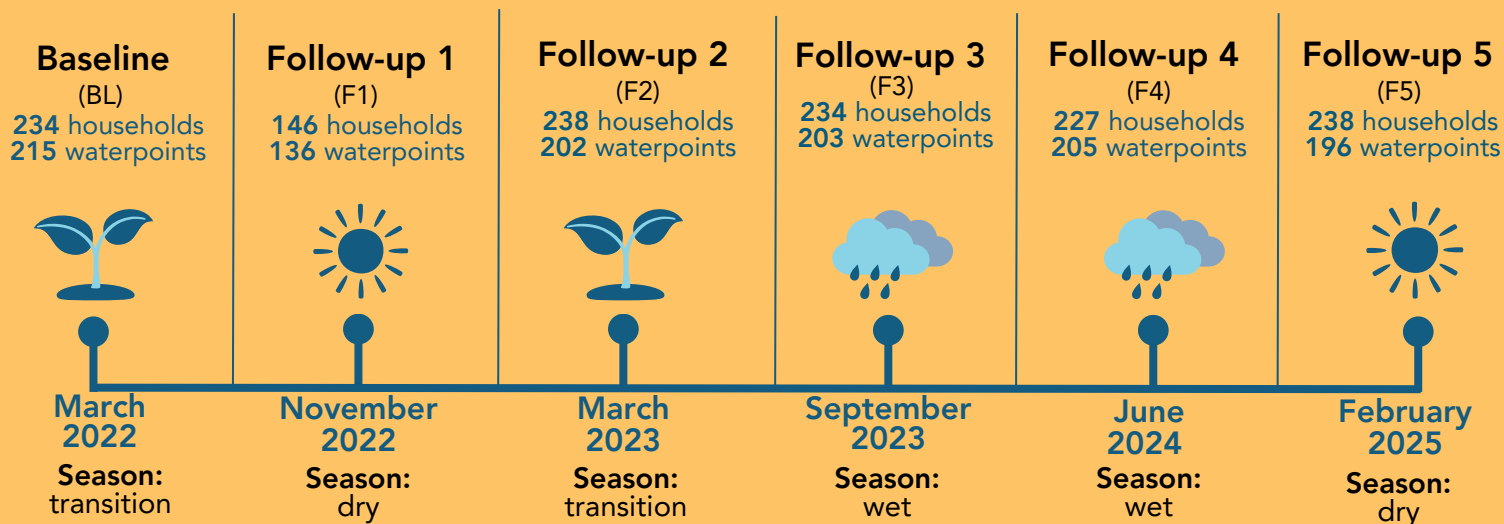 Baseline
(BL)
234 households
215 waterpoints
March
2022
Season:
transition
Follow-up 1
(F1)
146 households
136 waterpoints
November
2022
Season:
dry
Follow-up 2
(F2)
238 households
202 waterpoints
March
2023
Season:
transition
Follow-up 3
(F3)
234 households
203 waterpoints
September
2023
Season:
wet
Follow-up 4
(F4)
227 households
205 waterpoints
June
2024
Season:
wet
Follow-up 5
(F5)
238 households
196 waterpoints
February
2025
Season:
dry